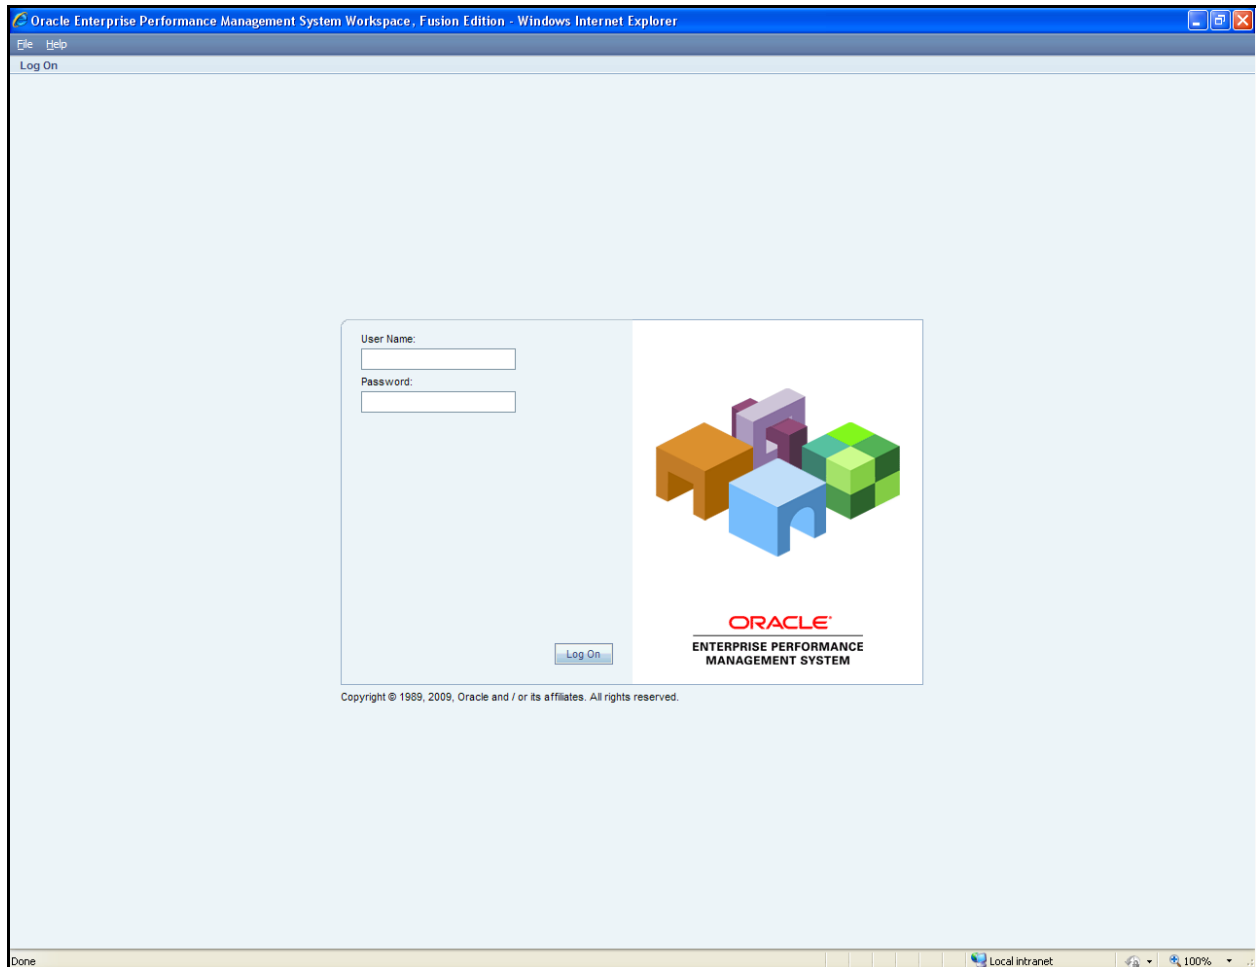 Oracle Enterprise Performance Management System Workspace, Fusion Edition - Windows Internet Explorer
File Help
Log On
User Name:
Password:
Log On
ORACLE
ENTERPRISE PERFORMANCE
MANAGEMENT SYSTEM
Copyright © 1989, 2009, Oracle and / or its affiliates. All rights reserved.
Done
Local intranet
100%